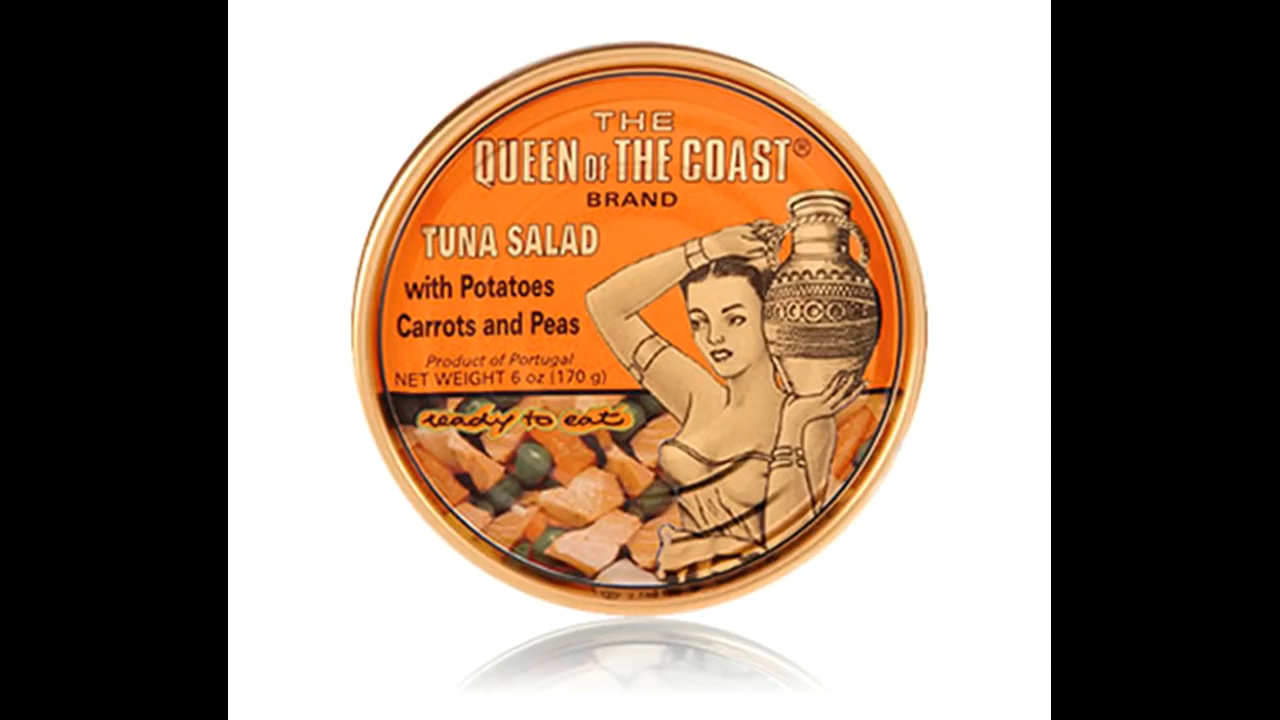 THE
QUEEN OF THE COAST®
BRAND
TUNA SALAD
with Potatoes
Carrots and Peas
Product of Portugal
NET WEIGHT 6 oz (170 g)
ready to eat